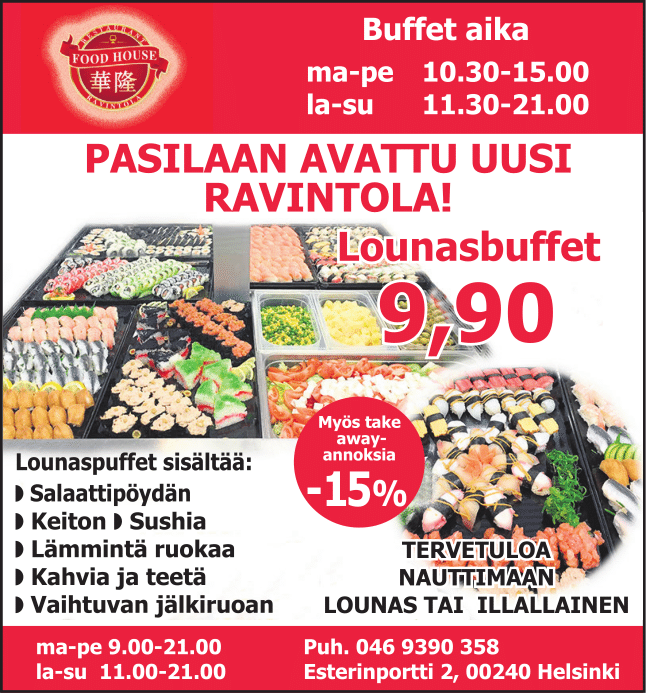 RESTAURANT
FOOD HOUSE
華隆
RAVINTOLA
Buffet aika
ma-pe 10.30-15.00
la-su 11.30-21.00
PASILAAN AVATTU UUSI
RAVINTOLA!
Lounasbuffet
9,90
Myös take
away-
annoksia
-15%
Lounaspuffet sisältää:
◗ Salaattipöydän
◗ Keiton ◗ Sushia
◗ Lämmintä ruokaa
◗ Kahvia ja teetä
◗ Vaihtuvan jälkiruoan
TERVETULOA
NAUTTIMAAN
LOUNAS TAI ILLALLAINEN
ma-pe 9.00-21.00
la-su 11.00-21.00
Puh. 046 9390 358
Esterinportti 2, 00240 Helsinki